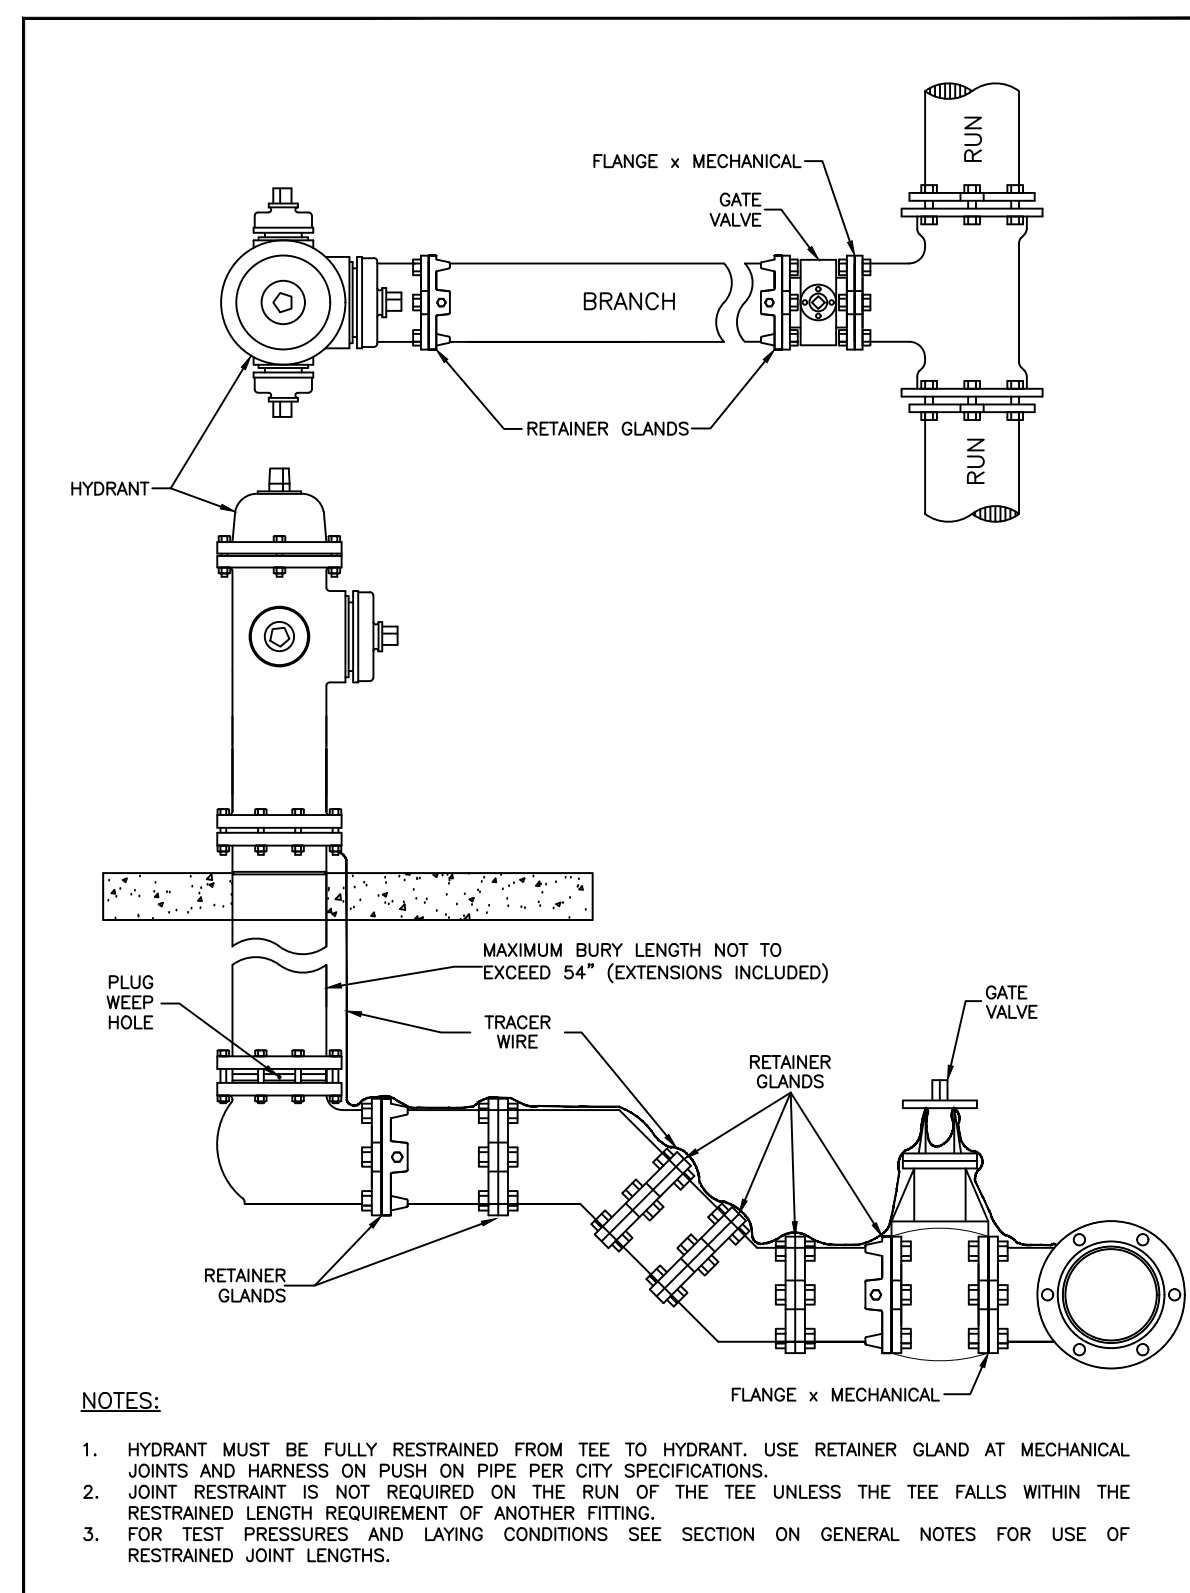 RUN
FLANGE x MECHANICAL
GATE
VALVE
BRANCH
RETAINER GLANDS
RUN
HYDRANT
MAXIMUM BURY LENGTH NOT TO
EXCEED 54" (EXTENSIONS INCLUDED)
PLUG
WEEP
HOLE
TRACER
WIRE
GATE
VALVE
RETAINER
GLANDS
RETAINER
GLANDS
FLANGE x MECHANICAL
NOTES:
1. HYDRANT MUST BE FULLY RESTRAINED FROM TEE TO HYDRANT. USE RETAINER GLAND AT MECHANICAL
JOINTS AND HARNESS ON PUSH ON PIPE PER CITY SPECIFICATIONS.
2. JOINT RESTRAINT IS NOT REQUIRED ON THE RUN OF THE TEE UNLESS THE TEE FALLS WITHIN THE
RESTRAINED LENGTH REQUIREMENT OF ANOTHER FITTING.
3. FOR TEST PRESSURES AND LAYING CONDITIONS SEE SECTION ON GENERAL NOTES FOR USE OF
RESTRAINED JOINT LENGTHS.